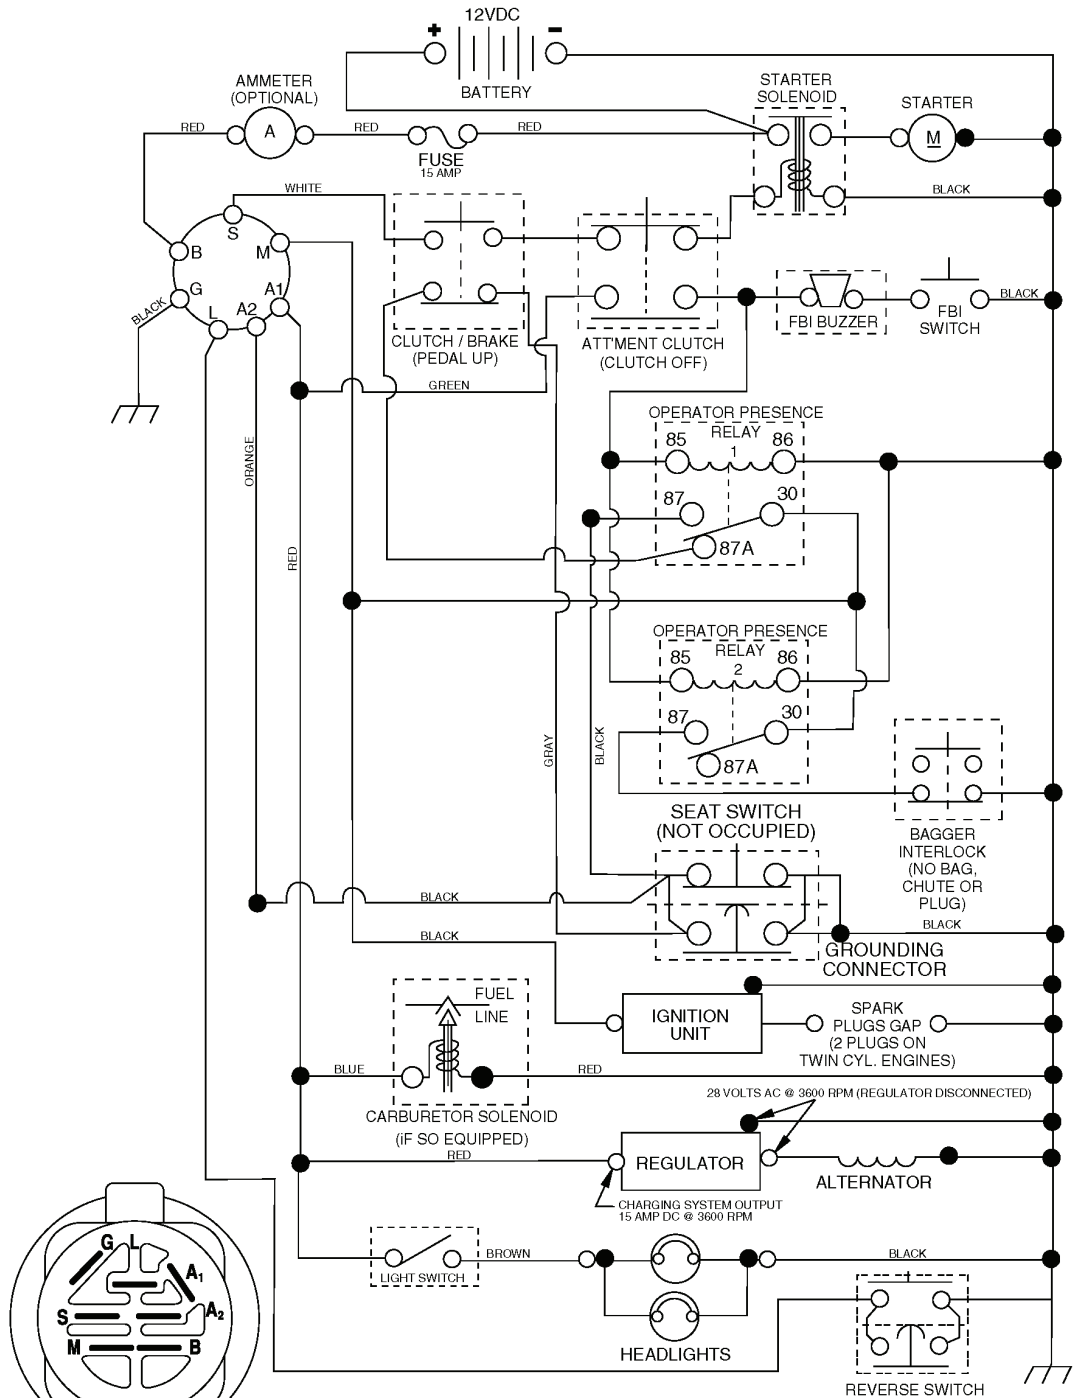 12VDC
+
-
BATTERY
AMMETER
(OPTIONAL)
A
RED
RED
FUSE
15 AMP
RED
STARTER
SOLENOID
STARTER
M
WHITE
BLACK
B
S
M
G
L
A2
A1
BLACK
CLUTCH / BRAKE
(PEDAL UP)
ATT'MENT CLUTCH
(CLUTCH OFF)
FBI BUZZER
FBI
SWITCH
BLACK
GREEN
ORANGE
RED
OPERATOR PRESENCE
RELAY
1
85
86
87
30
87A
OPERATOR PRESENCE
RELAY
2
85
86
87
30
87A
GRAY
BLACK
SEAT SWITCH
(NOT OCCUPIED)
BAGGER
INTERLOCK
(NO BAG,
CHUTE OR
PLUG)
BLACK
BLACK
BLACK
GROUNDING
CONNECTOR
FUEL
LINE
IGNITION
UNIT
SPARK
PLUGS GAP
(2 PLUGS ON
TWIN CYL. ENGINES)
BLUE
RED
CARBURETOR SOLENOID
(iF SO EQUIPPED)
28 VOLTS AC @ 3600 RPM (REGULATOR DISCONNECTED)
RED
REGULATOR
ALTERNATOR
CHARGING SYSTEM OUTPUT
15 AMP DC @ 3600 RPM
LIGHT SWITCH
BROWN
BLACK
HEADLIGHTS
REVERSE SWITCH
G
L
A1
S
A2
M
B